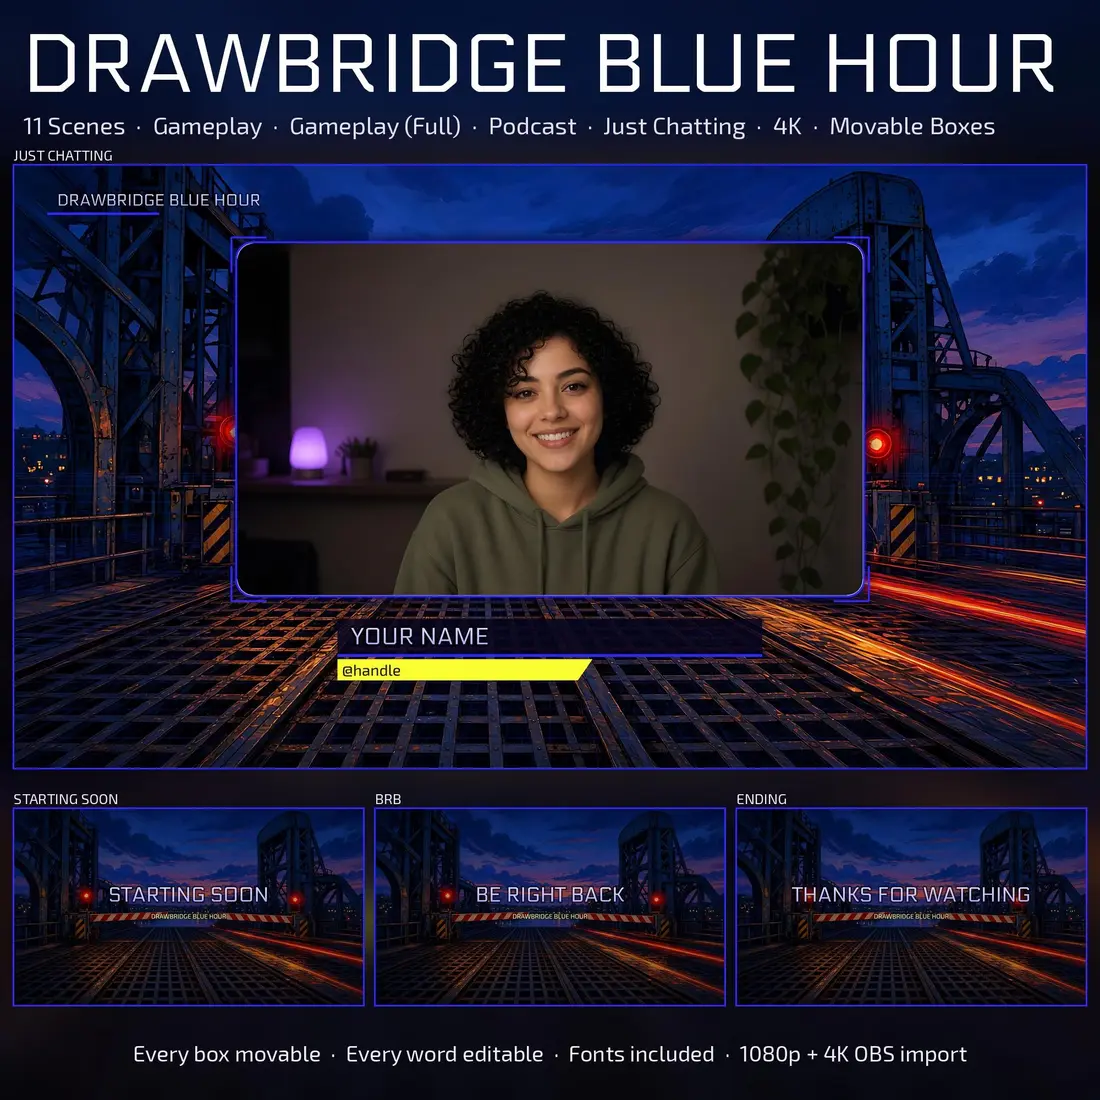 DRAWBRIDGE BLUE HOUR
11 Scenes · Gameplay · Gameplay (Full) · Podcast · Just Chatting · 4K · Movable Boxes
JUST CHATTING
DRAWBRIDGE BLUE HOUR
YOUR NAME
@handle
STARTING SOON
STARTING SOON
DRAWBRIDGE BLUE HOUR
BRB
BE RIGHT BACK
DRAWBRIDGE BLUE HOUR
ENDING
THANKS FOR WATCHING
DRAWBRIDGE BLUE HOUR
Every box movable · Every word editable · Fonts included · 1080p + 4K OBS import